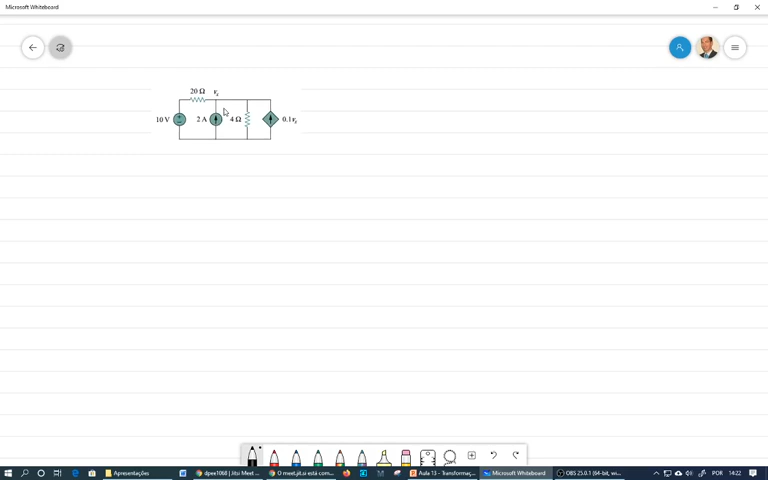 Microsoft Whiteboard
20 Ω vₓ
10 V 2 A 4 Ω 0.1vₓ
Apresentações dpee1068 | Jitsi Meet ... O meet.jit.si está com... Aula 13 - Transformaç... Microsoft Whiteboard OBS 25.0.1 (64-bit, wi... POR 14:22